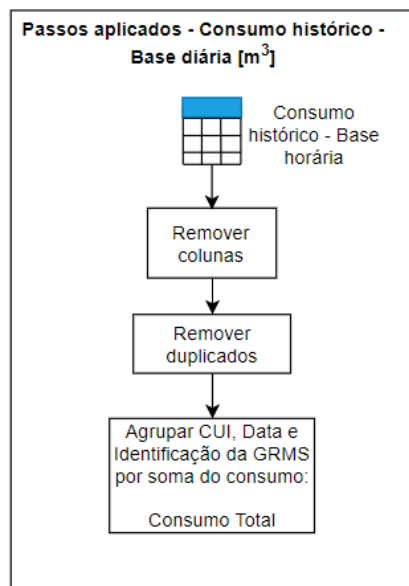 Passos aplicados - Consumo histórico -
Base diária [m³]
Consumo
histórico - Base
horária
Remover
colunas
Remover
duplicados
Agrupar CUI, Data e
Identificação da GRMS
por soma do consumo:
Consumo Total